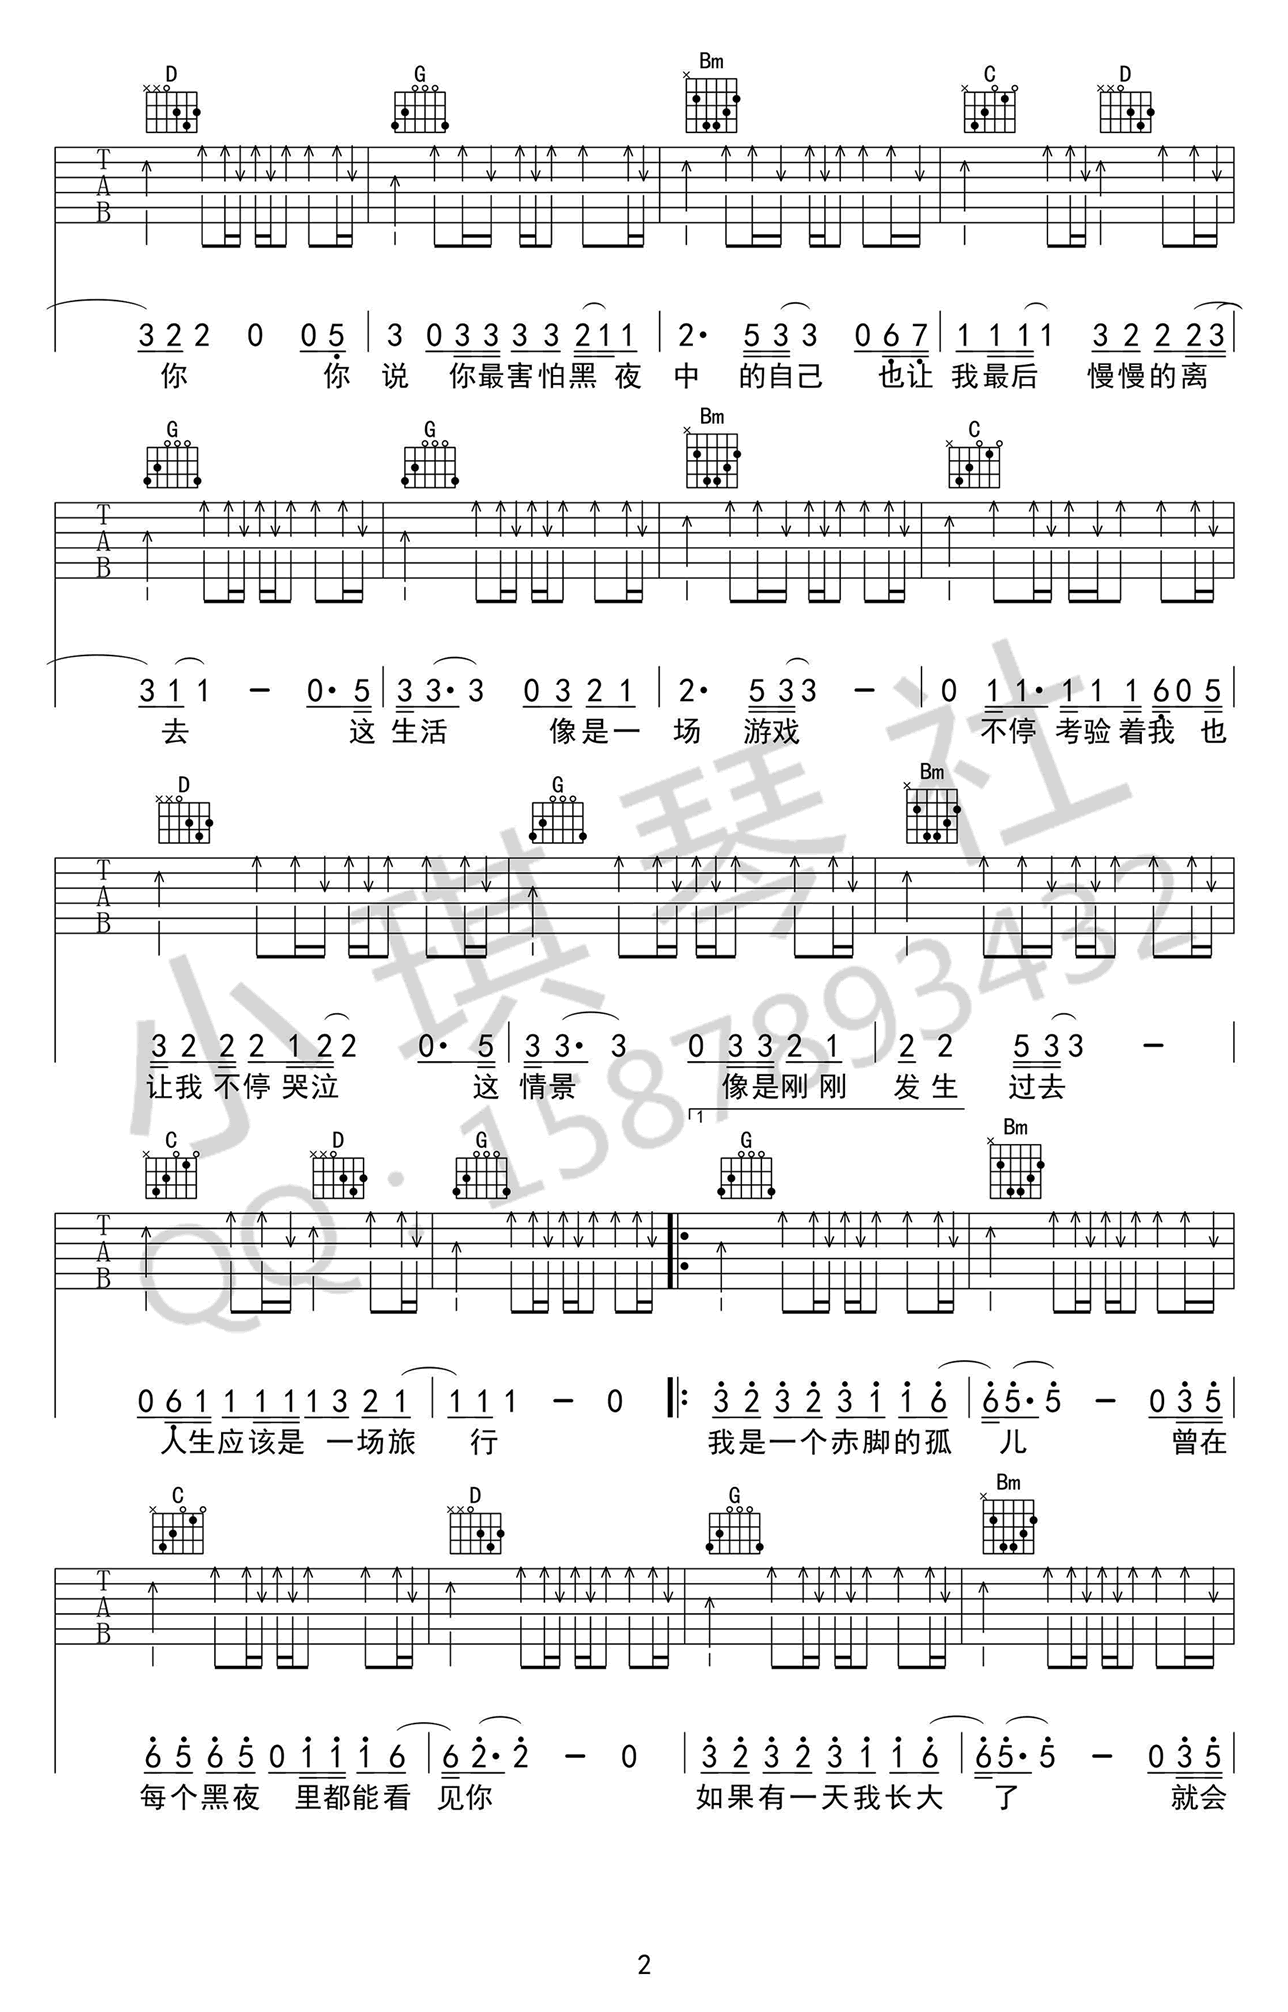 D G Bm C D
T
A
B
3 2 2 0 0 5 3 0 3 3 3 3 2 1 1 2· 5 3 3 0 6 7 1 1 1 1 1 3 2 2 2 3
你 你 说 你最害怕黑 夜 中 的自己 也让 我最后 慢慢的离
G G Bm C
T
A
B
3 1 1 - 0· 5 3 3· 3 0 3 2 1 2· 5 3 3 - 0 1 1· 1 1 1 6 0 5
去 这 生活 像是一 场 游戏 不停 考验着我 也
D G Bm
T
A
B
3 2 2 2 1 2 2 0· 5 3 3· 3 0 3 3 2 1 2 2 5 3 3 -
让我 不停 哭泣 这 情景 像是刚刚 发生 过去
1
C D G G Bm
T
A
B
0 6 1 1 1 1 1 3 2 1 1 1 1 - 0 3 2 3 2 3 1 1 6 6 5· 5 - 0 3 5
人生应该是 一场旅 行 我是一个赤脚的孤 儿 曾在
C D G Bm
T
A
B
6 5 6 5 0 1 1 1 6 6 2· 2 - 0 3 2 3 2 3 1 1 6 6 5· 5 - 0 3 5
每个黑夜 里都能看 见你 如果有一天我长大 了 就会
小琪琴社
QQ:1587893432
2